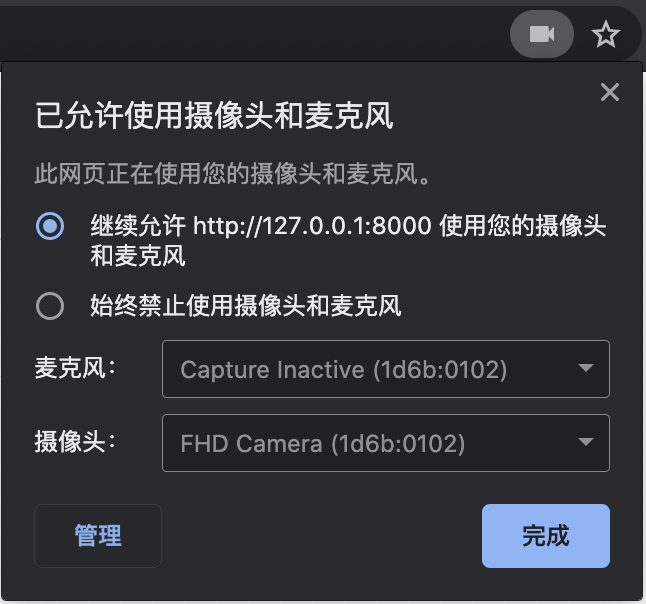 已允许使用摄像头和麦克风
此网页正在使用您的摄像头和麦克风。
继续允许 http://127.0.0.1:8000 使用您的摄像头
和麦克风
始终禁止使用摄像头和麦克风
麦克风： Capture Inactive (1d6b:0102)
摄像头： FHD Camera (1d6b:0102)
管理 完成